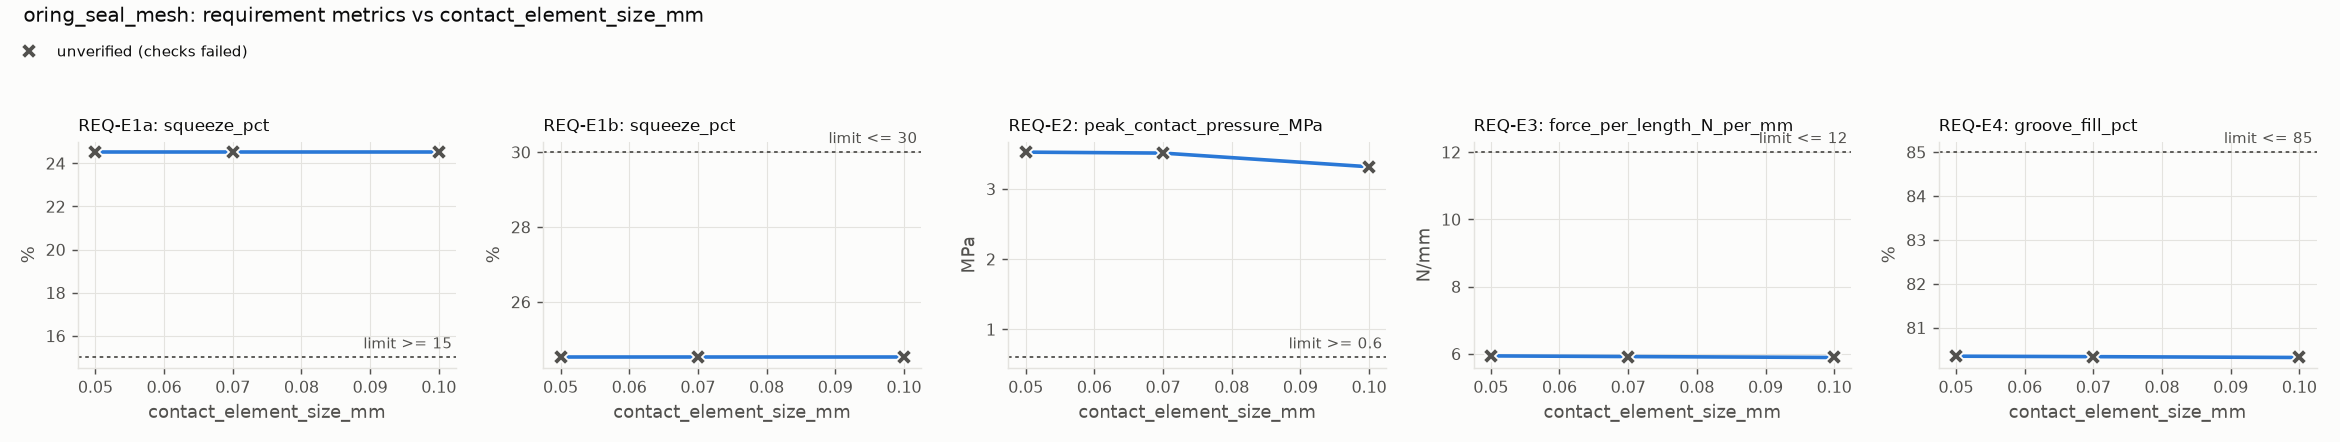 oring_seal_mesh: requirement metrics vs contact_element_size_mm
unverified (checks failed)
REQ-E1a: squeeze_pct
24
22
20
18
16
%
limit >= 15
0.05 0.06 0.07 0.08 0.09 0.10
contact_element_size_mm
REQ-E1b: squeeze_pct
limit <= 30
30
28
26
%
0.05 0.06 0.07 0.08 0.09 0.10
contact_element_size_mm
REQ-E2: peak_contact_pressure_MPa
3
2
1
MPa
limit >= 0.6
0.05 0.06 0.07 0.08 0.09 0.10
contact_element_size_mm
REQ-E3: force_per_length_N_per_mm
limit <= 12
12
10
8
6
N/mm
0.05 0.06 0.07 0.08 0.09 0.10
contact_element_size_mm
REQ-E4: groove_fill_pct
limit <= 85
85
84
83
82
81
%
0.05 0.06 0.07 0.08 0.09 0.10
contact_element_size_mm